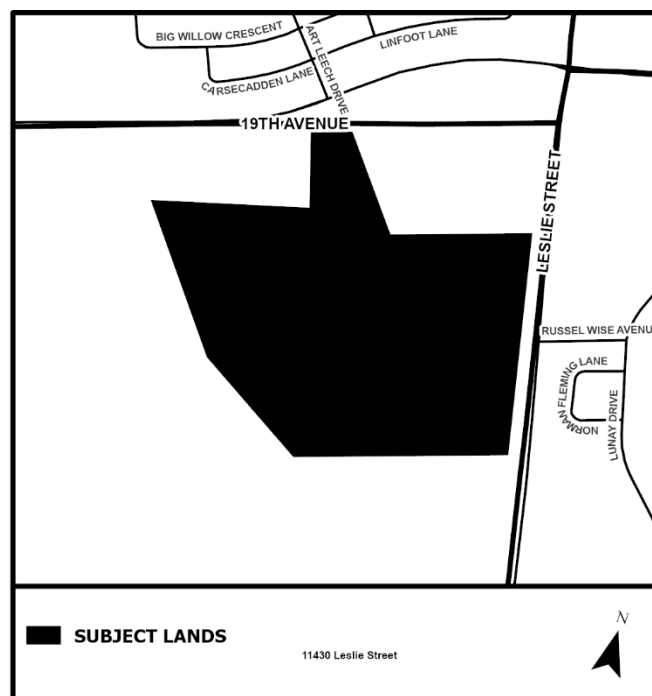 BIG WILLOW CRESCENT
ART LEECH DRIVE
LINFOOT LANE
CARSECADDEN LANE
19TH AVENUE
LESLIE STREET
RUSSEL WISE AVENU
NORMAN FLEMING LANE
LUNAY DRIVE
N
SUBJECT LANDS
11430 Leslie Street